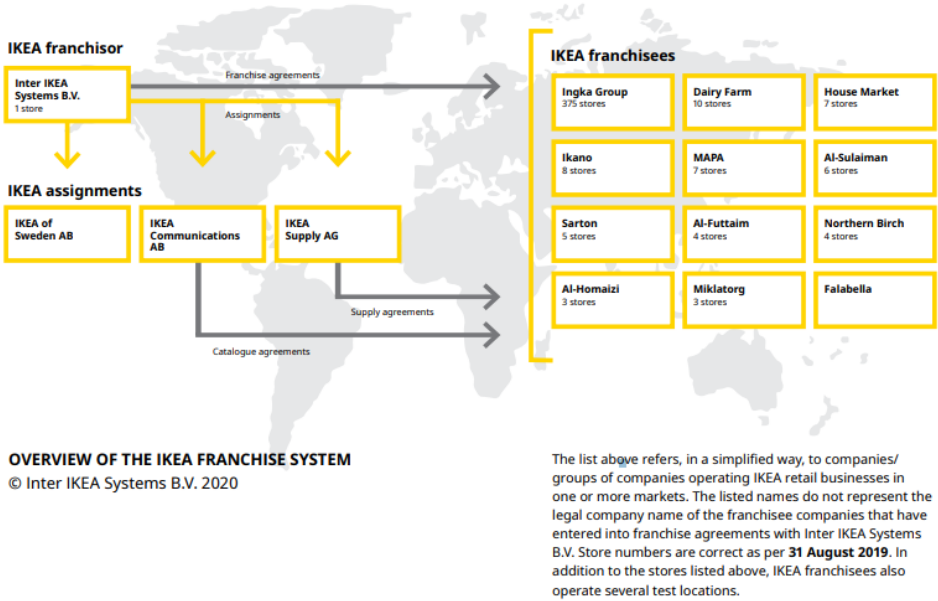 IKEA franchisor
Inter IKEA
Systems B.V.
1 store
Franchise agreements
Assignments
IKEA assignments
IKEA of
Sweden AB
IKEA
Communications
AB
IKEA
Supply AG
Supply agreements
Catalogue agreements
IKEA franchisees
Ingka Group
375 stores
Dairy Farm
10 stores
House Market
7 stores
Ikano
8 stores
MAPA
7 stores
Al-Sulaiman
6 stores
Sarton
5 stores
Al-Futtaim
4 stores
Northern Birch
4 stores
Al-Homaizi
3 stores
Miklatorg
3 stores
Falabella
OVERVIEW OF THE IKEA FRANCHISE SYSTEM
© Inter IKEA Systems B.V. 2020
The list above refers, in a simplified way, to companies/
groups of companies operating IKEA retail businesses in
one or more markets. The listed names do not represent the
legal company name of the franchisee companies that have
entered into franchise agreements with Inter IKEA Systems
B.V. Store numbers are correct as per 31 August 2019. In
addition to the stores listed above, IKEA franchisees also
operate several test locations.